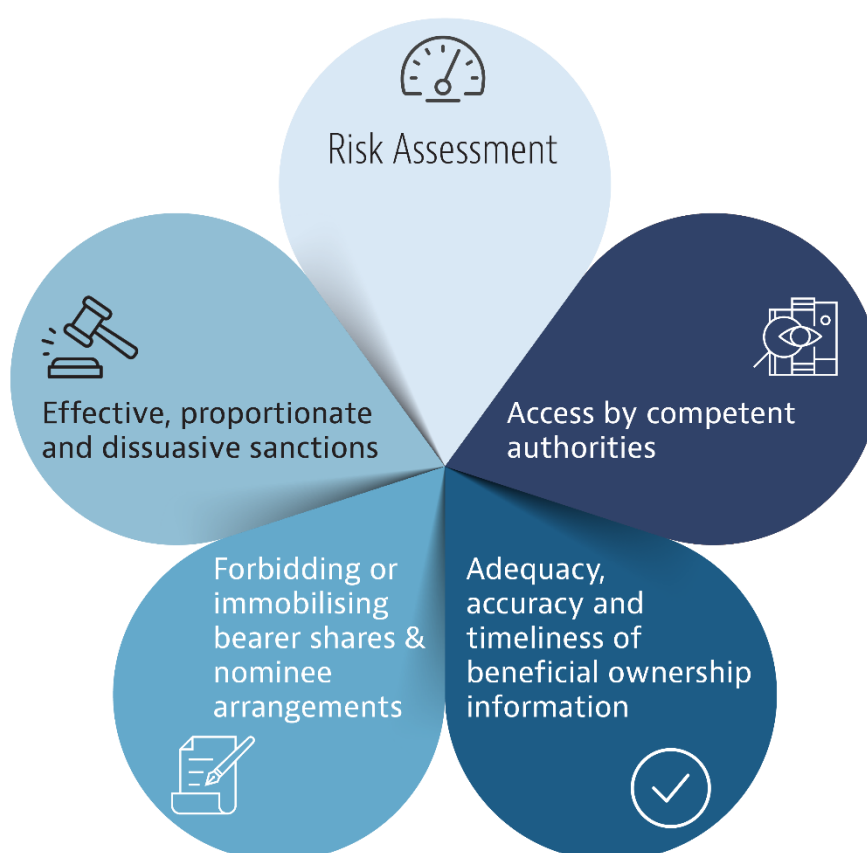 Risk Assessment
Effective, proportionate
and dissuasive sanctions
Access by competent
authorities
Forbidding or
immobilising
bearer shares &
nominee
arrangements
Adequacy,
accuracy and
timeliness of
beneficial ownership
information